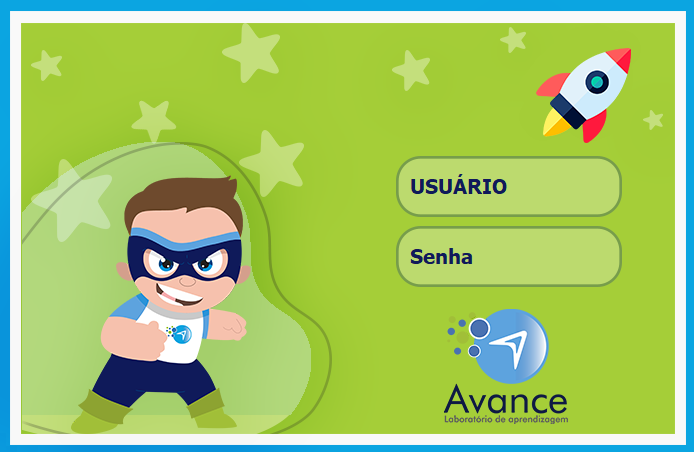 USUÁRIO
Senha
Avance
Laboratório de aprendizagem